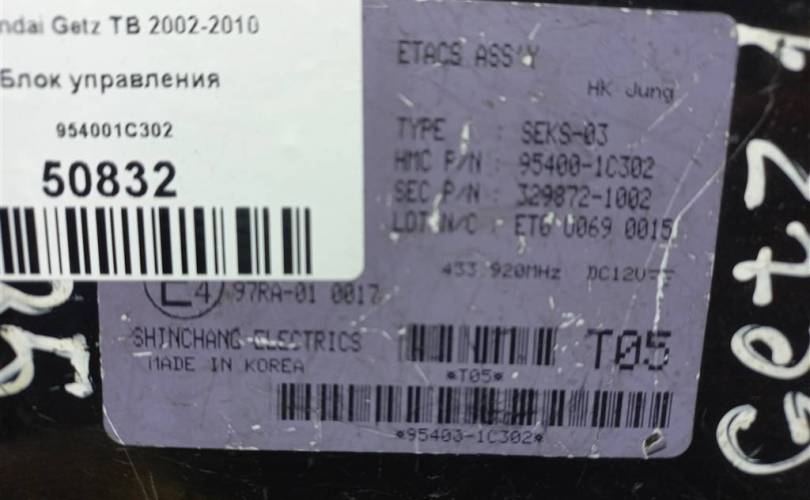 ndai Getz TB 2002-2010
Блок управления
954001C302
50832
ETACS ASS'Y
HK Jung
TYPE : SEKS-03
HMC P/N : 95400-1C302
SEC P/N : 329872-1002
LOT N/C : ET6 U069 0015
433.920MHz DC12V
E4 97RA-01 0017
SHINCHANG ELECTRICS
MADE IN KOREA
T05
*T05*
*95400-1C302*
Getz